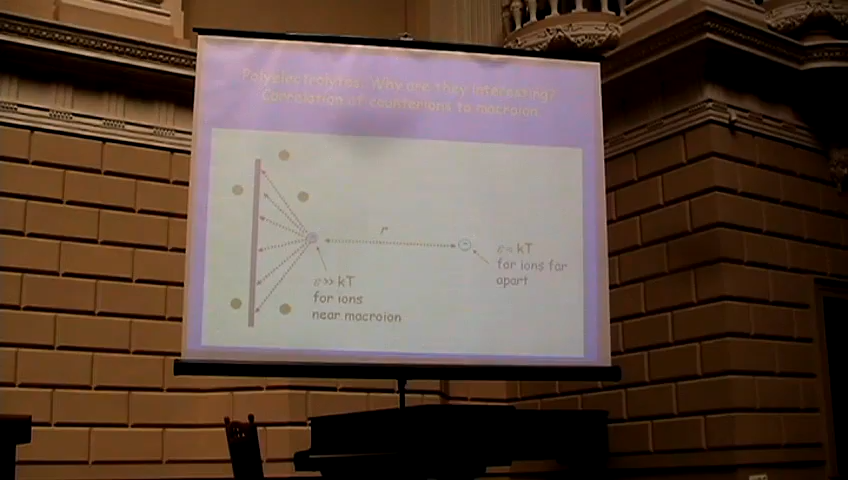 Polyelectrolytes: Why are they interessing?
Correlation of counterions to macroion
r
ε >> kT
for ions
near macroion
ε ≈ kT
for ions far
apart